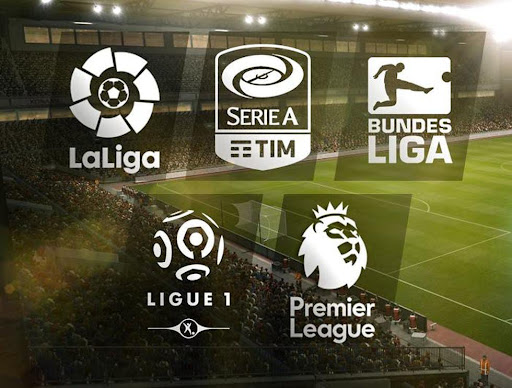 LaLiga
SERIE A
TIM
BUNDES
LIGA
LIGUE 1
Premier
League